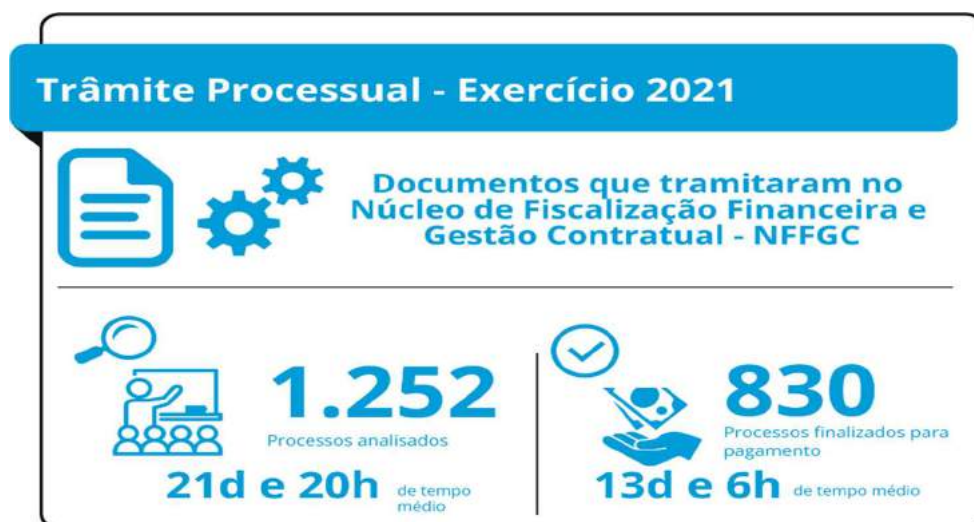 Trâmite Processual - Exercício 2021
Documentos que tramitaram no
Núcleo de Fiscalização Financeira e
Gestão Contratual - NFFGC
1.252
Processos analisados
21d e 20h de tempo
médio
830
Processos finalizados para
pagamento
13d e 6h de tempo médio